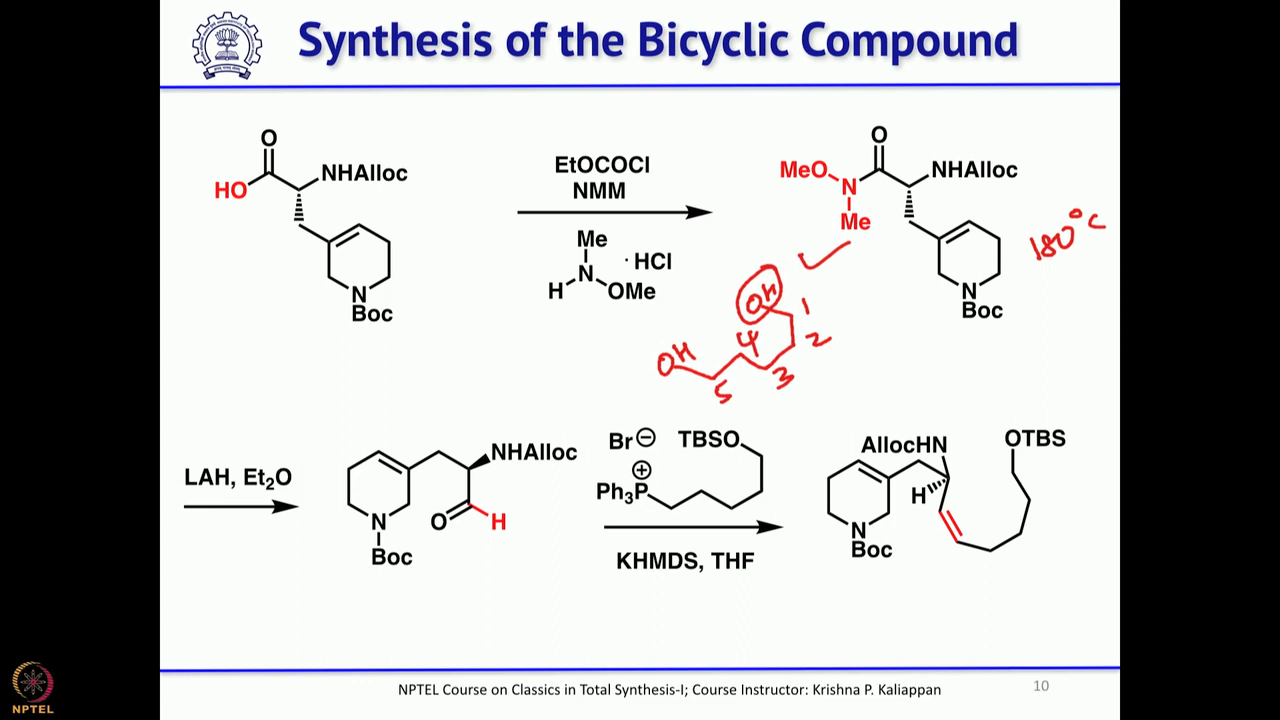 Synthesis of the Bicyclic Compound
O
HO
NHAlloc
N
Boc
EtOCOCl
NMM
Me
N
H
OMe
· HCl
O
MeO
N
Me
NHAlloc
N
Boc
180°C
OH
1
2
3
4
5
OH
LAH, Et₂O
NHAlloc
O
H
N
Boc
Br⊖ TBSO
⊕
Ph₃P
KHMDS, THF
AllocHN
OTBS
H
N
Boc
NPTEL
NPTEL Course on Classics in Total Synthesis-I; Course Instructor: Krishna P. Kaliappan
10